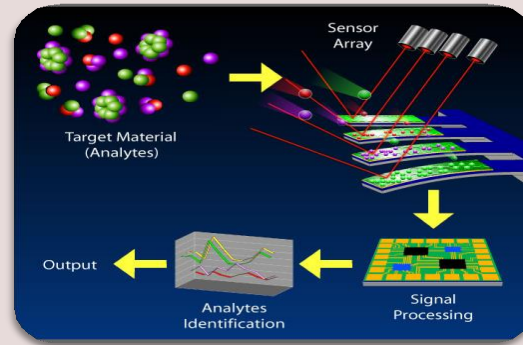 Sensor
Array
Target Material
(Analytes)
Output
Analytes
Identification
Signal
Processing